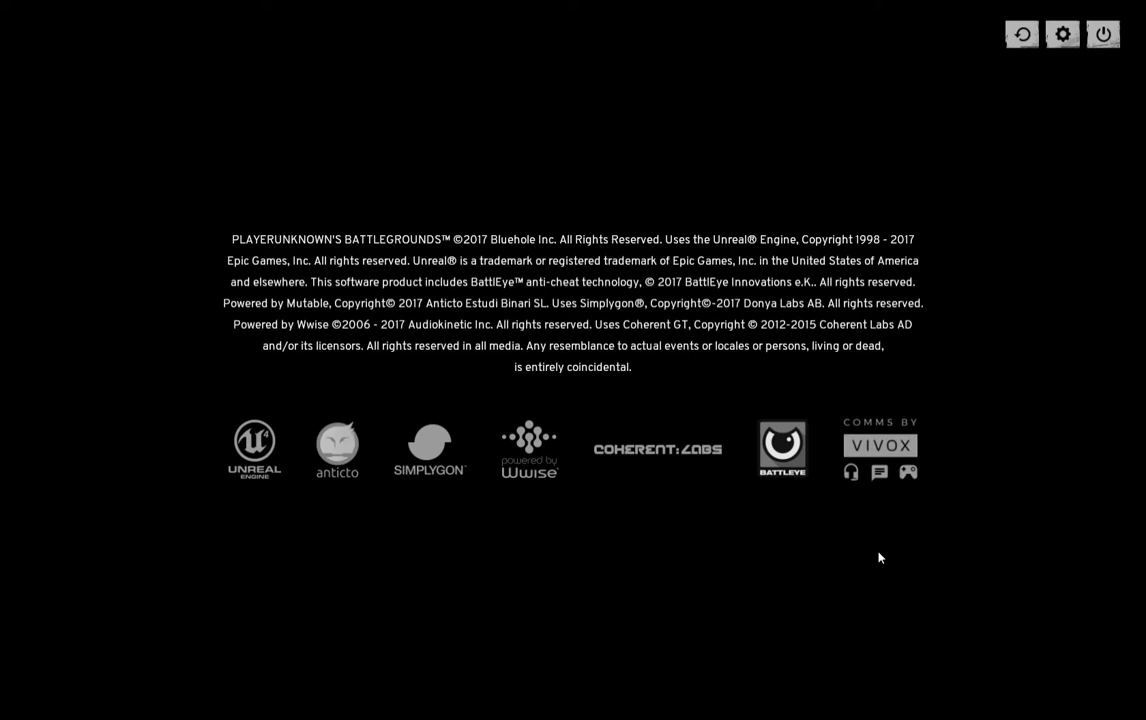 PLAYERUNKNOWN'S BATTLEGROUNDS™ ©2017 Bluehole Inc. All Rights Reserved. Uses the Unreal® Engine, Copyright 1998 - 2017
Epic Games, Inc. All rights reserved. Unreal® is a trademark or registered trademark of Epic Games, Inc. in the United States of America
and elsewhere. This software product includes BattlEye™ anti-cheat technology, © 2017 BattlEye Innovations e.K.. All rights reserved.
Powered by Mutable, Copyright© 2017 Anticto Estudi Binari SL. Uses Simplygon®, Copyright©-2017 Donya Labs AB. All rights reserved.
Powered by Wwise ©2006 - 2017 Audiokinetic Inc. All rights reserved. Uses Coherent GT, Copyright © 2012-2015 Coherent Labs AD
and/or its licensors. All rights reserved in all media. Any resemblance to actual events or locales or persons, living or dead,
is entirely coincidental.
UNREAL
ENGINE
4
anticto
SIMPLYGON™
powered by
Wwise
COHERENT:LABS
BATTLEYE
COMMS BY
VIVOX